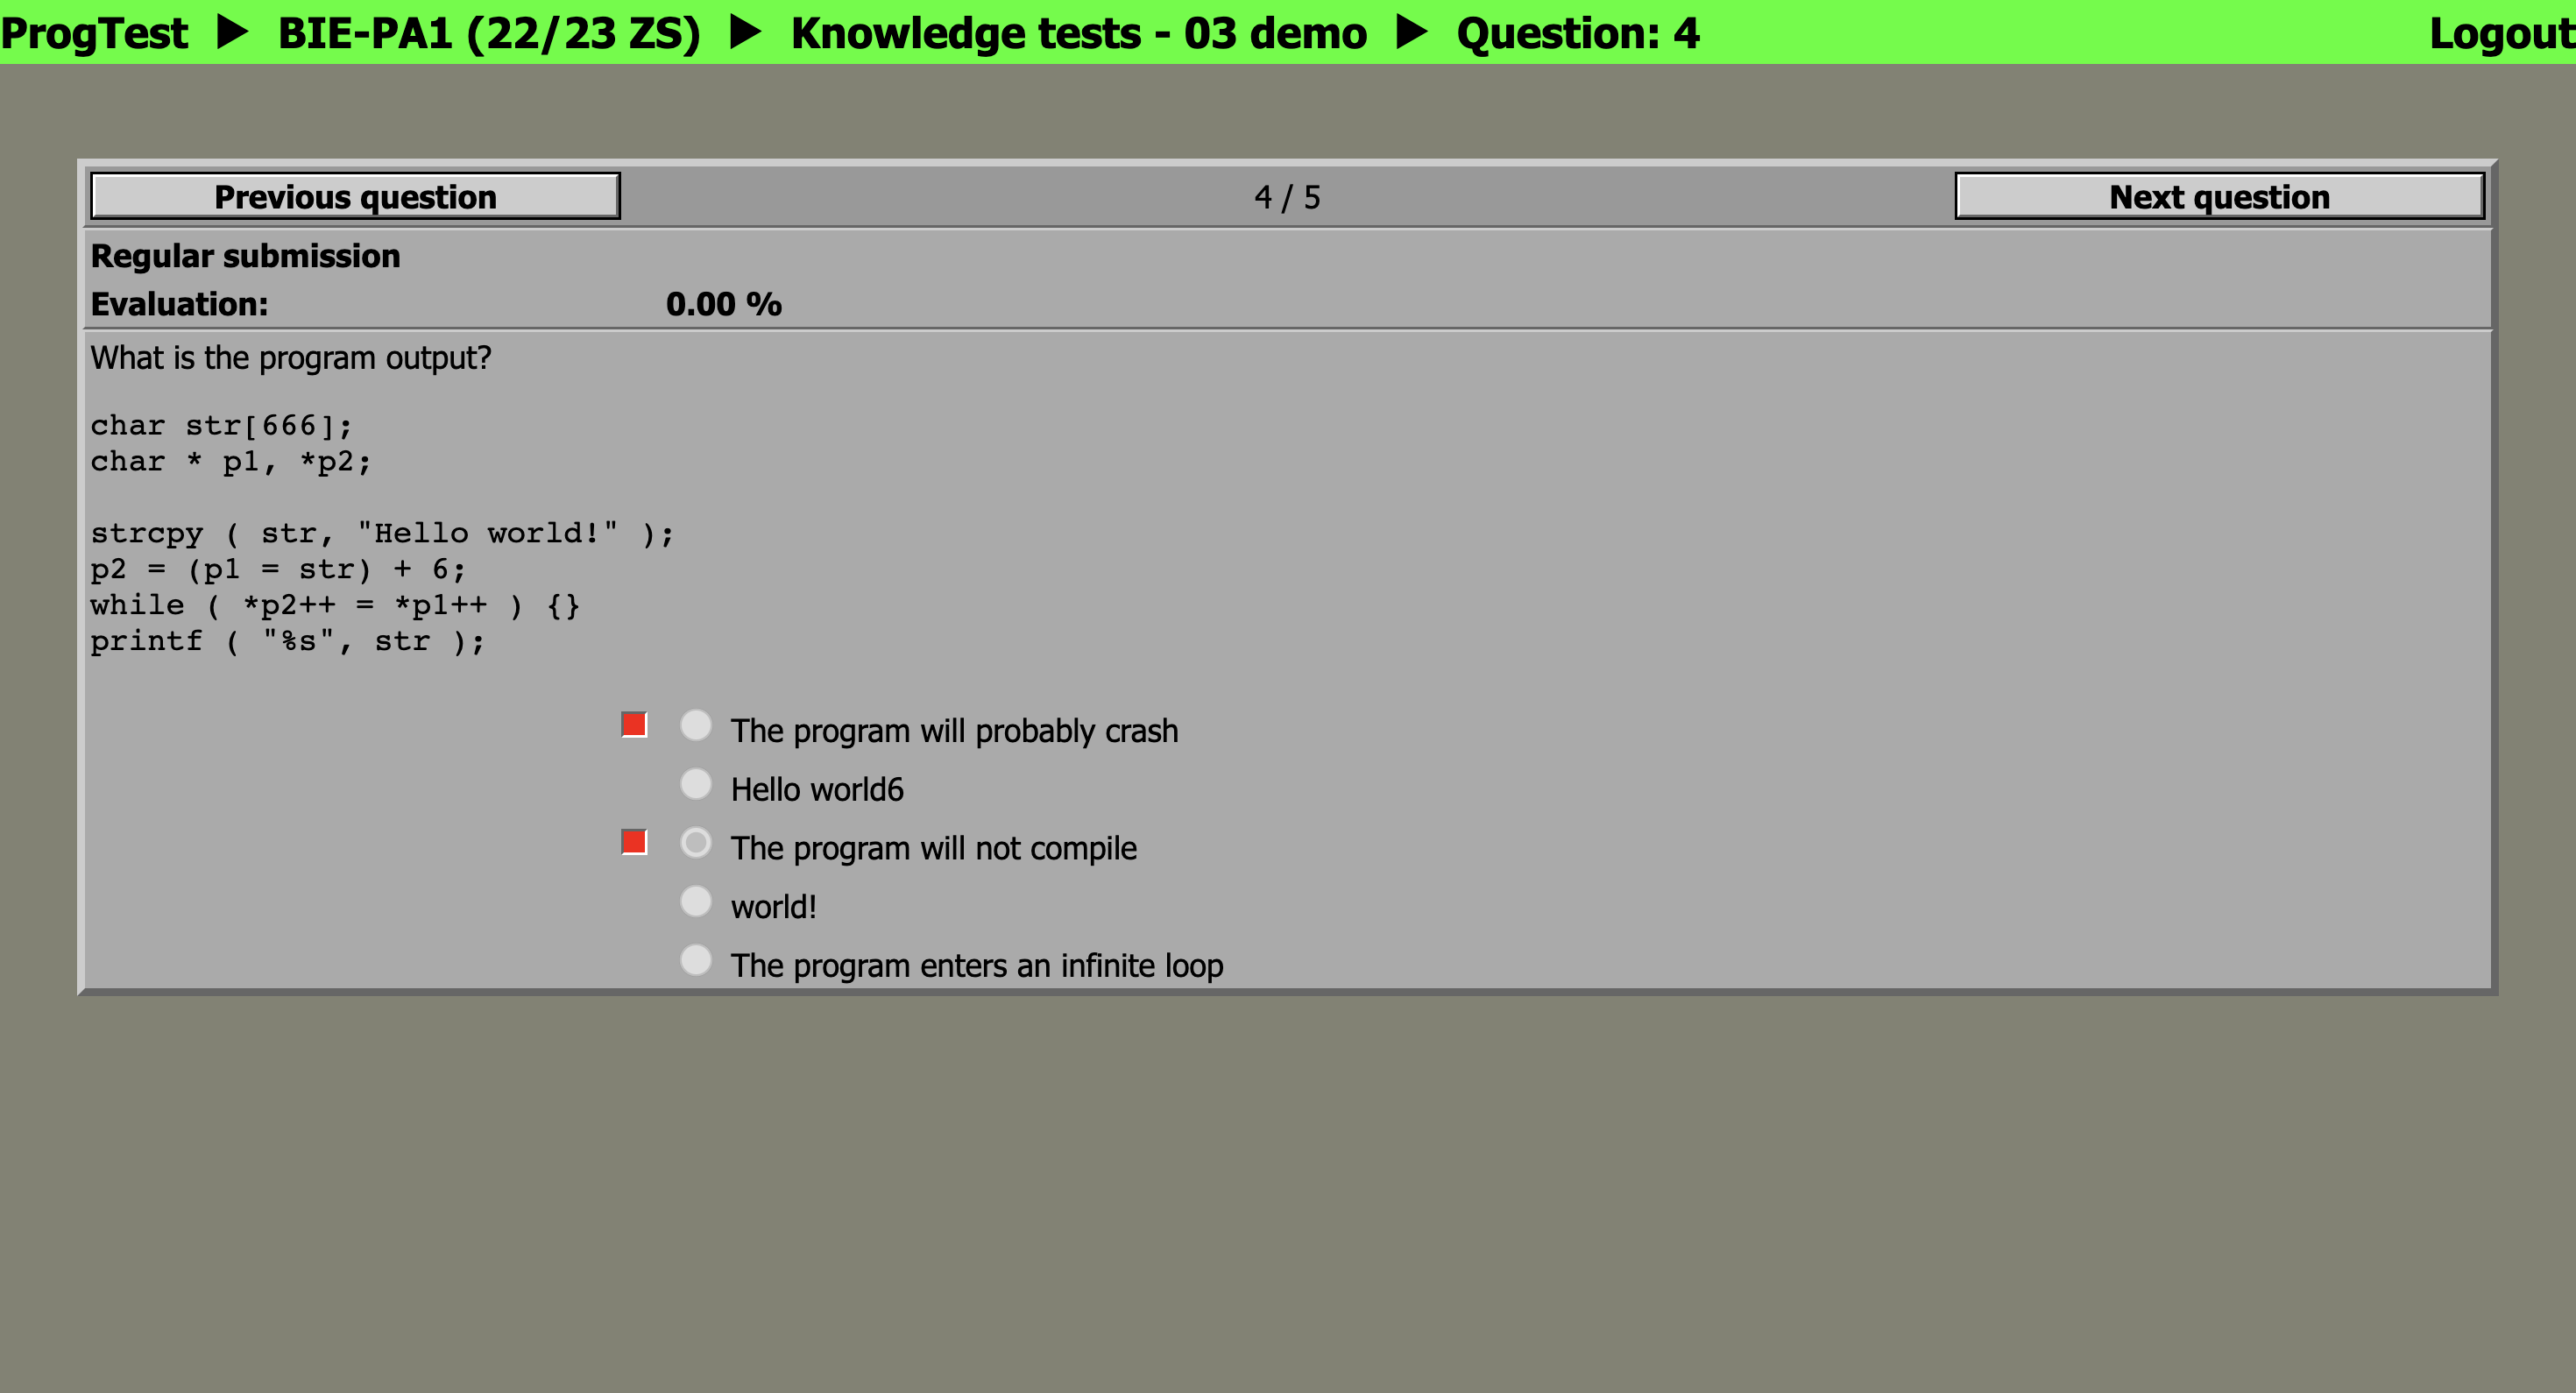 ProgTest ▶ BIE-PA1 (22/23 ZS) ▶ Knowledge tests - 03 demo ▶ Question: 4 Logout
Previous question 4 / 5 Next question
Regular submission
Evaluation: 0.00 %
What is the program output?
char str[666];
char * p1, *p2;
strcpy ( str, "Hello world!" );
p2 = (p1 = str) + 6;
while ( *p2++ = *p1++ ) {}
printf ( "%s", str );
The program will probably crash
Hello world6
The program will not compile
world!
The program enters an infinite loop